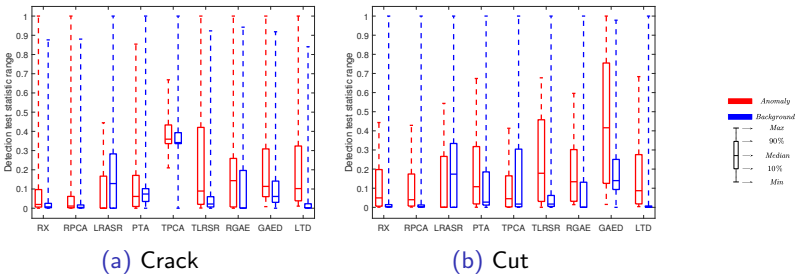 Detection test statistic range
1
0.9
0.8
0.7
0.6
0.5
0.4
0.3
0.2
0.1
0
RX RPCA LRASR PTA TPCA TLRSR RGAE GAED LTD
(a) Crack
Detection test statistic range
1
0.9
0.8
0.7
0.6
0.5
0.4
0.3
0.2
0.1
0
RX RPCA LRASR PTA TPCA TLRSR RGAE GAED LTD
(b) Cut
Anomaly
Background
Max
90%
Median
10%
Min